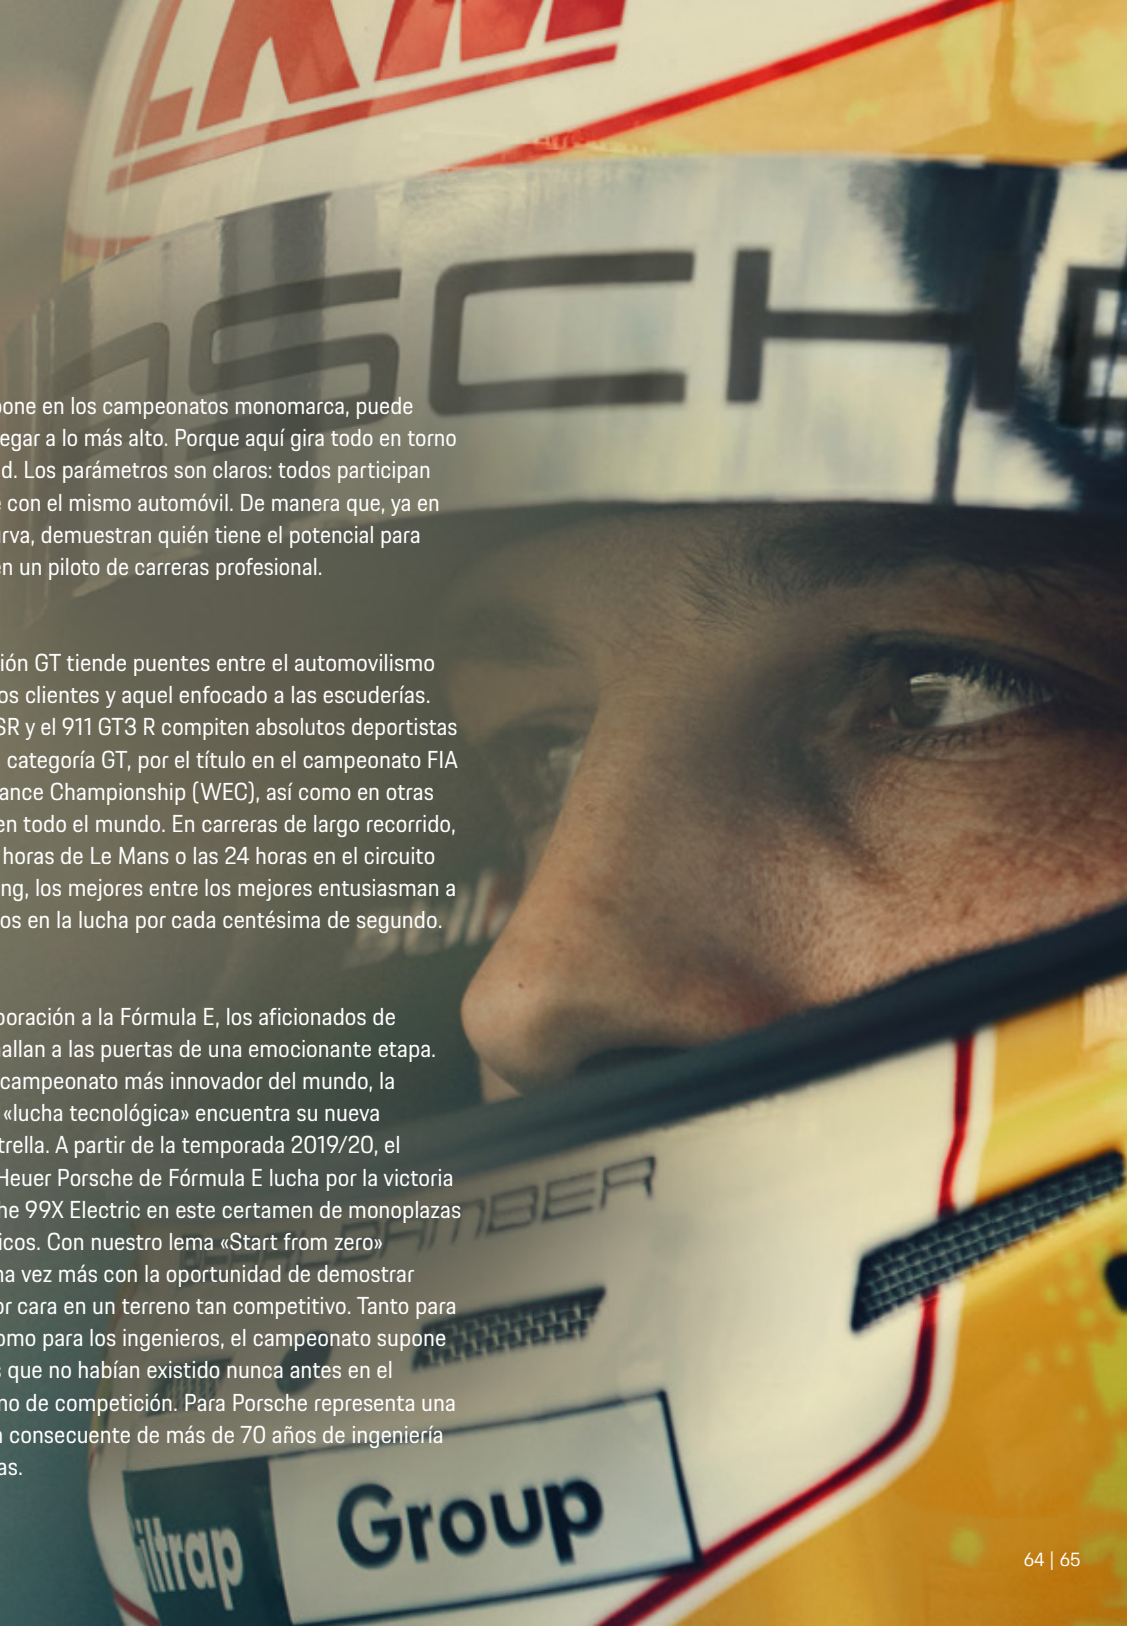 LKM
RSCHE
pone en los campeonatos monomarca, puede
egar a lo más alto. Porque aquí gira todo en torno
d. Los parámetros son claros: todos participan
e con el mismo automóvil. De manera que, ya en
rva, demuestran quién tiene el potencial para
en un piloto de carreras profesional.
ión GT tiende puentes entre el automovilismo
os clientes y aquel enfocado a las escuderías.
SR y el 911 GT3 R compiten absolutos deportistas
categoría GT, por el título en el campeonato FIA
ance Championship (WEC), así como en otras
en todo el mundo. En carreras de largo recorrido,
horas de Le Mans o las 24 horas en el circuito
ng, los mejores entre los mejores entusiasman a
os en la lucha por cada centésima de segundo.
poración a la Fórmula E, los aficionados de
allan a las puertas de una emocionante etapa.
campeonato más innovador del mundo, la
«lucha tecnológica» encuentra su nueva
trella. A partir de la temporada 2019/20, el
Heuer Porsche de Fórmula E lucha por la victoria
he 99X Electric en este certamen de monoplazas
icos. Con nuestro lema «Start from zero»
na vez más con la oportunidad de demostrar
or cara en un terreno tan competitivo. Tanto para
omo para los ingenieros, el campeonato supone
s que no habían existido nunca antes en el
no de competición. Para Porsche representa una
n consecuente de más de 70 años de ingeniería
as.
iltrap Group
64 | 65